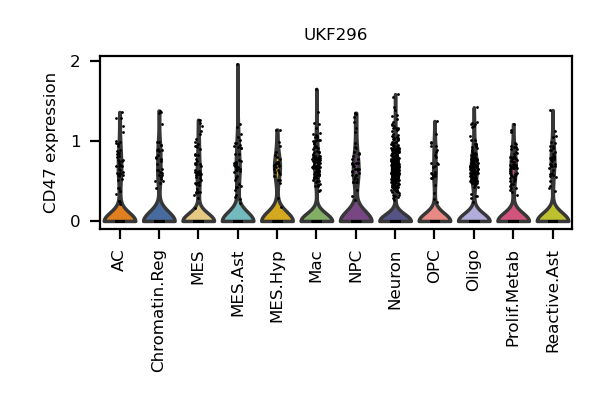 UKF296
CD47 expression
2
1
0
AC
Chromatin.Reg
MES
MES.Ast
MES.Hyp
Mac
NPC
Neuron
OPC
Oligo
Prolif.Metab
Reactive.Ast